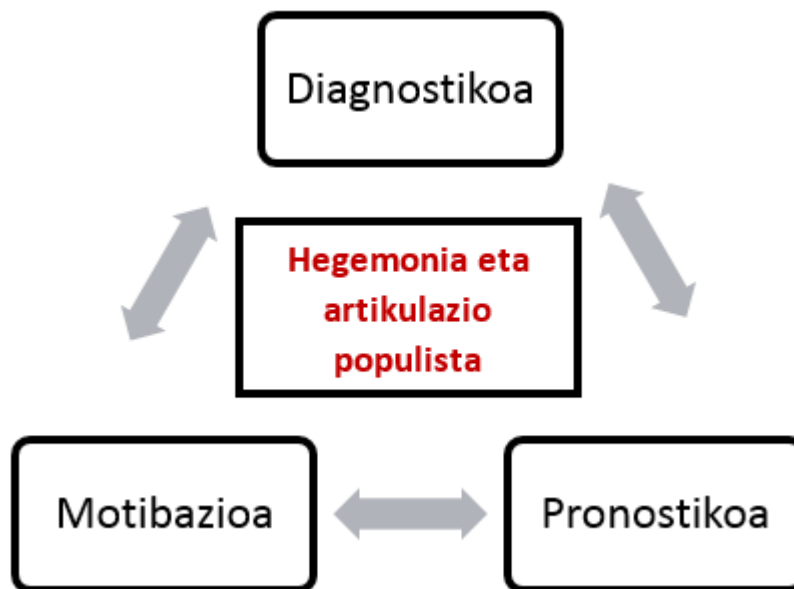 Diagnostikoa
Hegemonia eta
artikulazio
populista
Motibazioa
Pronostikoa